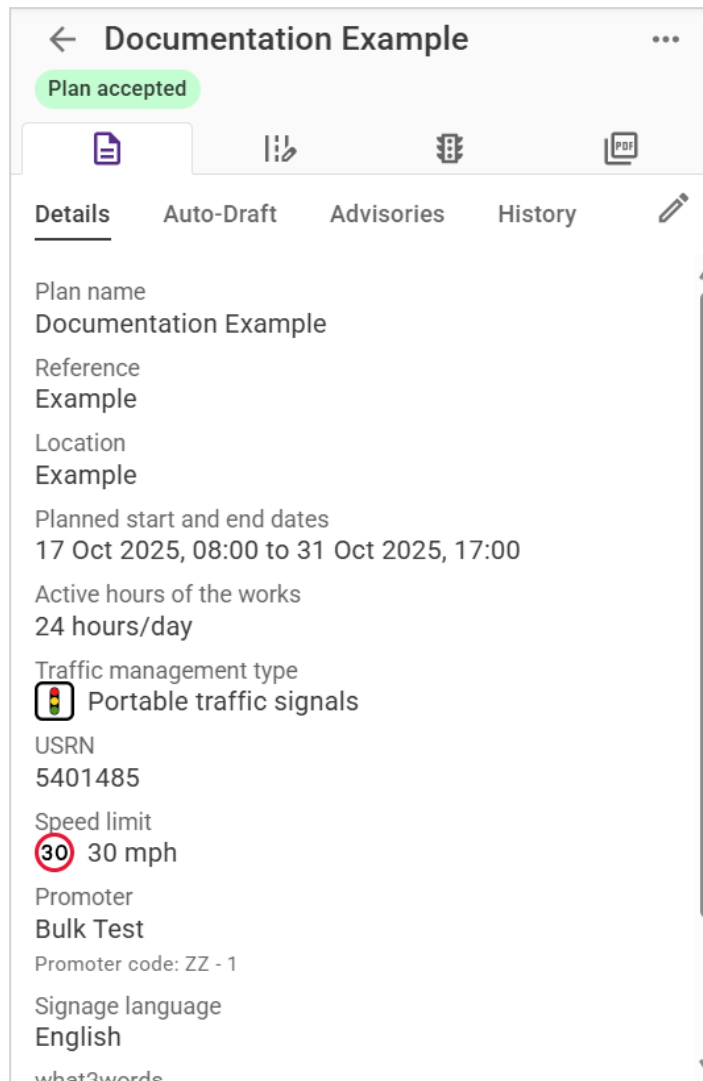 Documentation Example
Plan accepted
PDF
Details Auto-Draft Advisories History
Plan name
Documentation Example
Reference
Example
Location
Example
Planned start and end dates
17 Oct 2025, 08:00 to 31 Oct 2025, 17:00
Active hours of the works
24 hours/day
Traffic management type
Portable traffic signals
USRN
5401485
Speed limit
30 30 mph
Promoter
Bulk Test
Promoter code: ZZ - 1
Signage language
English
what3words